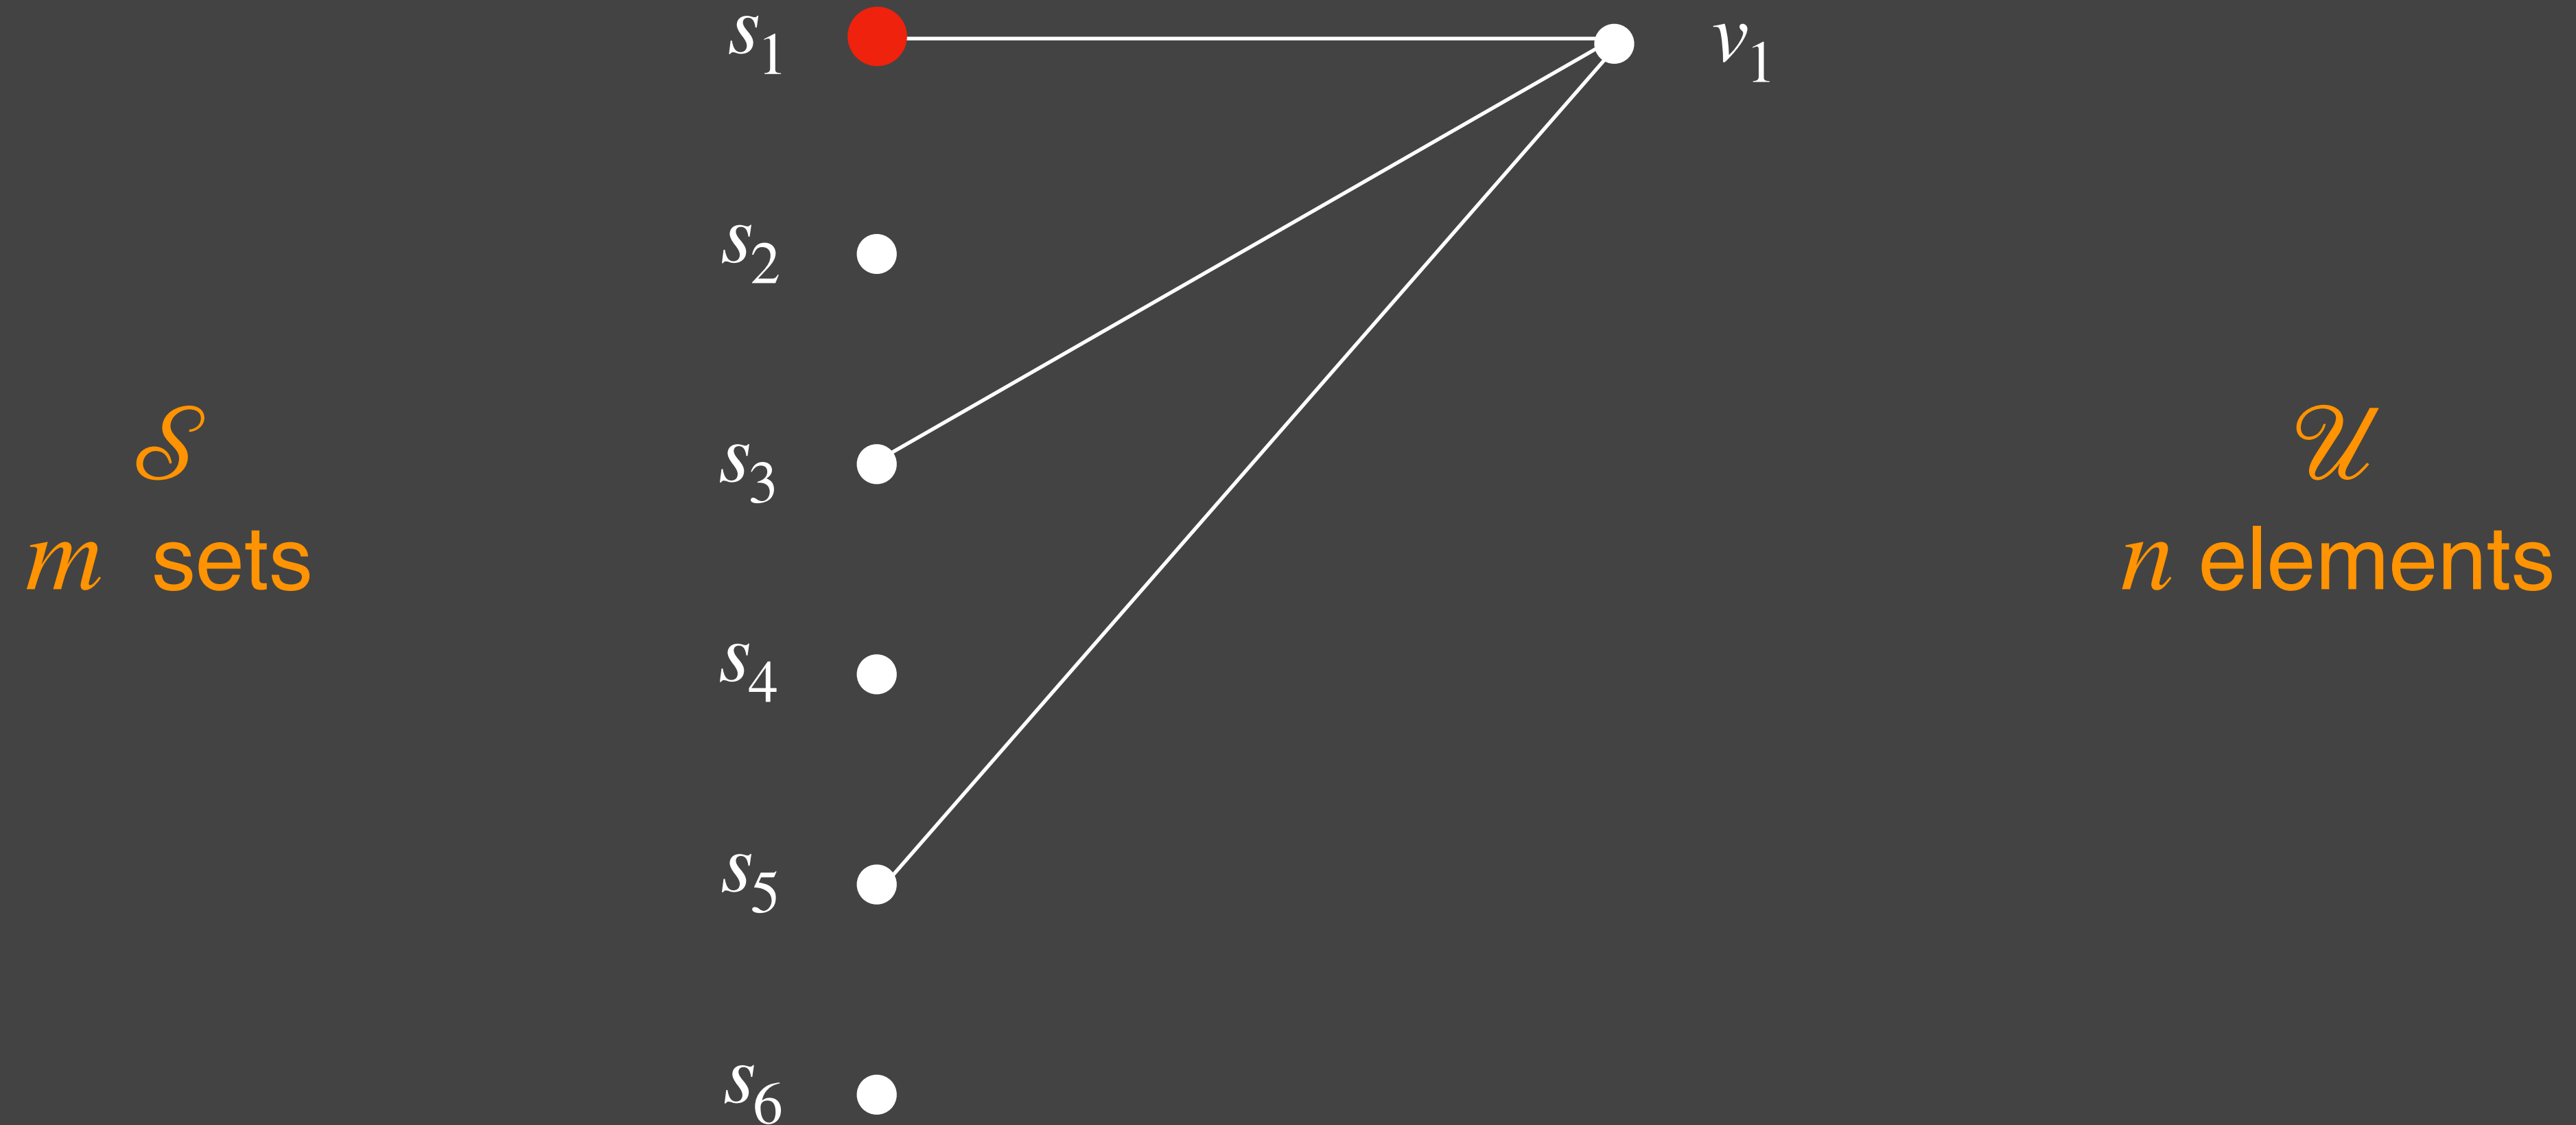 s₁
v₁
s₂
𝒮
𝒰
s₃
m sets
n elements
s₄
s₅
s₆